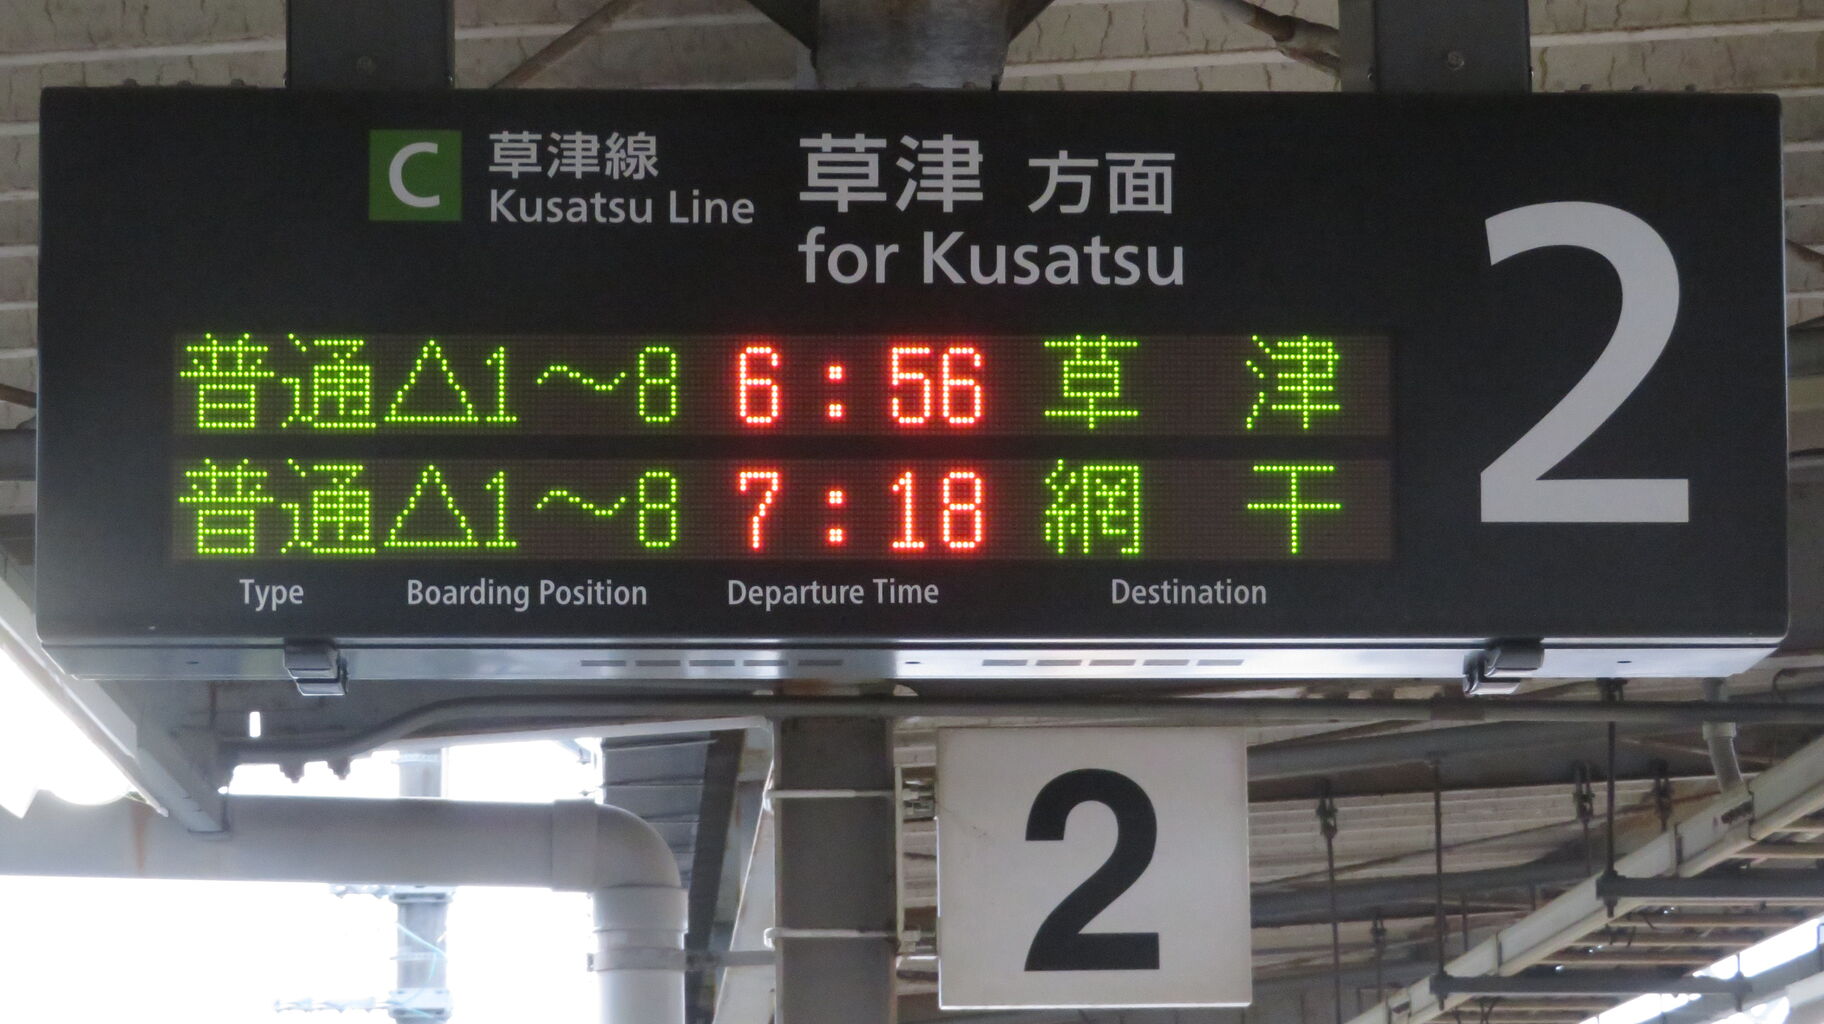 C 草津線 草津 方面
Kusatsu Line for Kusatsu
2
普通 △1～8 6:56 草津
普通 △1～8 7:18 網干
Type Boarding Position Departure Time Destination
2